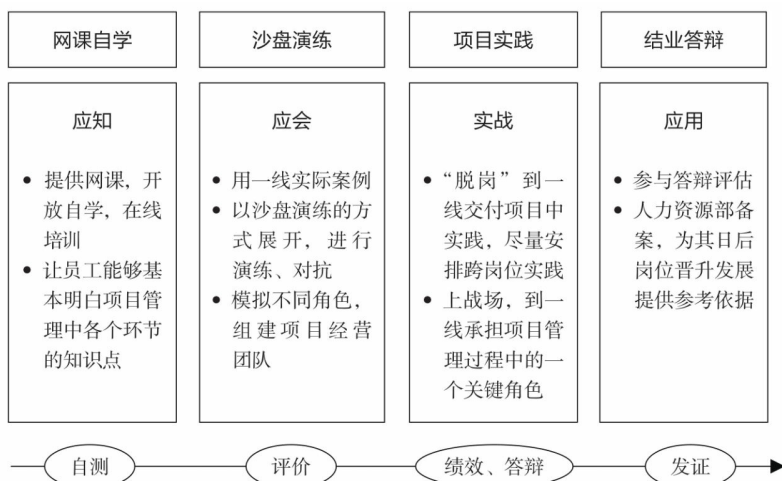 网课自学
沙盘演练
项目实践
结业答辩
应知
• 提供网课，开
放自学，在线
培训
• 让员工能够基
本明白项目管
理中各个环节
的知识点
应会
• 用一线实际案例
• 以沙盘演练的方
式展开，进行
演练、对抗
• 模拟不同角色，
组建项目经营
团队
实战
• “脱岗”到一
线交付项目中
实践，尽量安
排跨岗位实践
• 上战场，到一
线承担项目管
理过程中的一
个关键角色
应用
• 参与答辩评估
• 人力资源部备
案，为其日后
岗位晋升发展
提供参考依据
自测
评价
绩效、答辩
发证